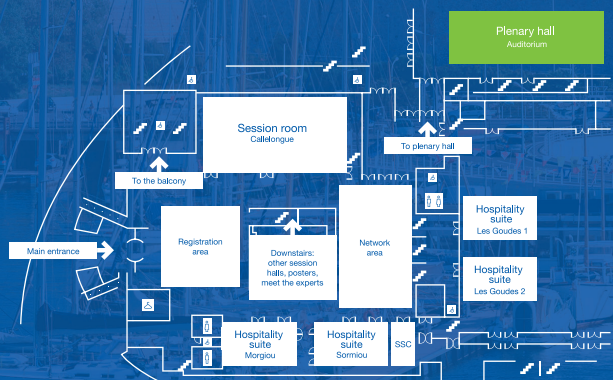 Plenary hall
Auditorium
Session room
Callelongue
To plenary hall
To the balcony
Hospitality
suite
Les Goudes 1
Main entrance
Registration
area
Downstairs:
other session
halls, posters,
meet the experts
Network
area
Hospitality
suite
Les Goudes 2
Hospitality
suite
Morgiou
Hospitality
suite
Sormiou
SSC